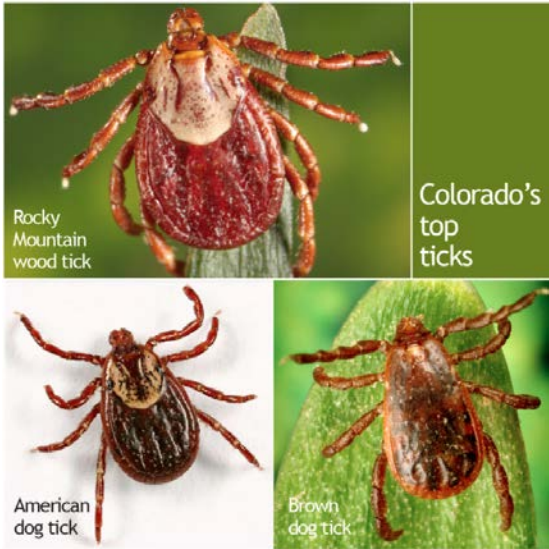 Rocky
Mountain
wood tick
Colorado's
top
ticks
American
dog tick
Brown
dog tick